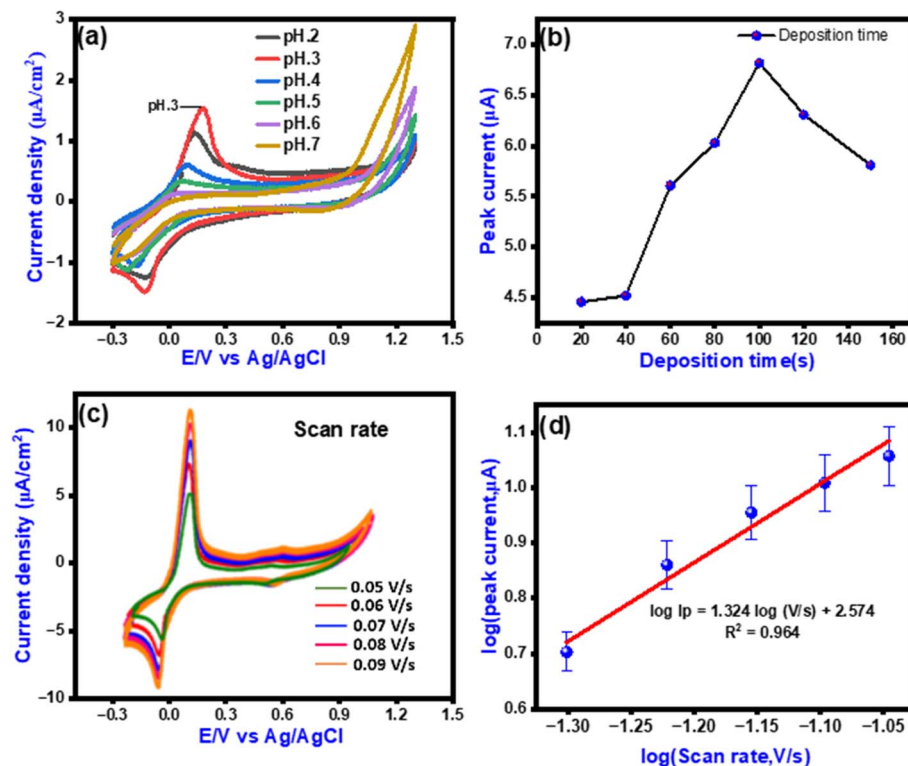 (a)
pH.2
pH.3
pH.4
pH.5
pH.6
pH.7
pH.3
3
2
1
0
−1
−2
−0.3 0.0 0.3 0.6 0.9 1.2 1.5
Current density (µA/cm²)
E/V vs Ag/AgCl
(b)
Deposition time
7.0
6.5
6.0
5.5
5.0
4.5
0 20 40 60 80 100 120 140 160
Peak current (µA)
Deposition time(s)
(c)
Scan rate
10
5
0
−5
−10
0.05 V/s
0.06 V/s
0.07 V/s
0.08 V/s
0.09 V/s
−0.3 0.0 0.3 0.6 0.9 1.2 1.5
Current density (µA/cm²)
E/V vs Ag/AgCl
(d)
1.1
1.0
0.9
0.8
0.7
0.6
log Ip = 1.324 log (V/s) + 2.574
R² = 0.964
−1.30 −1.25 −1.20 −1.15 −1.10 −1.05
log(peak current,µA)
log(Scan rate,V/s)